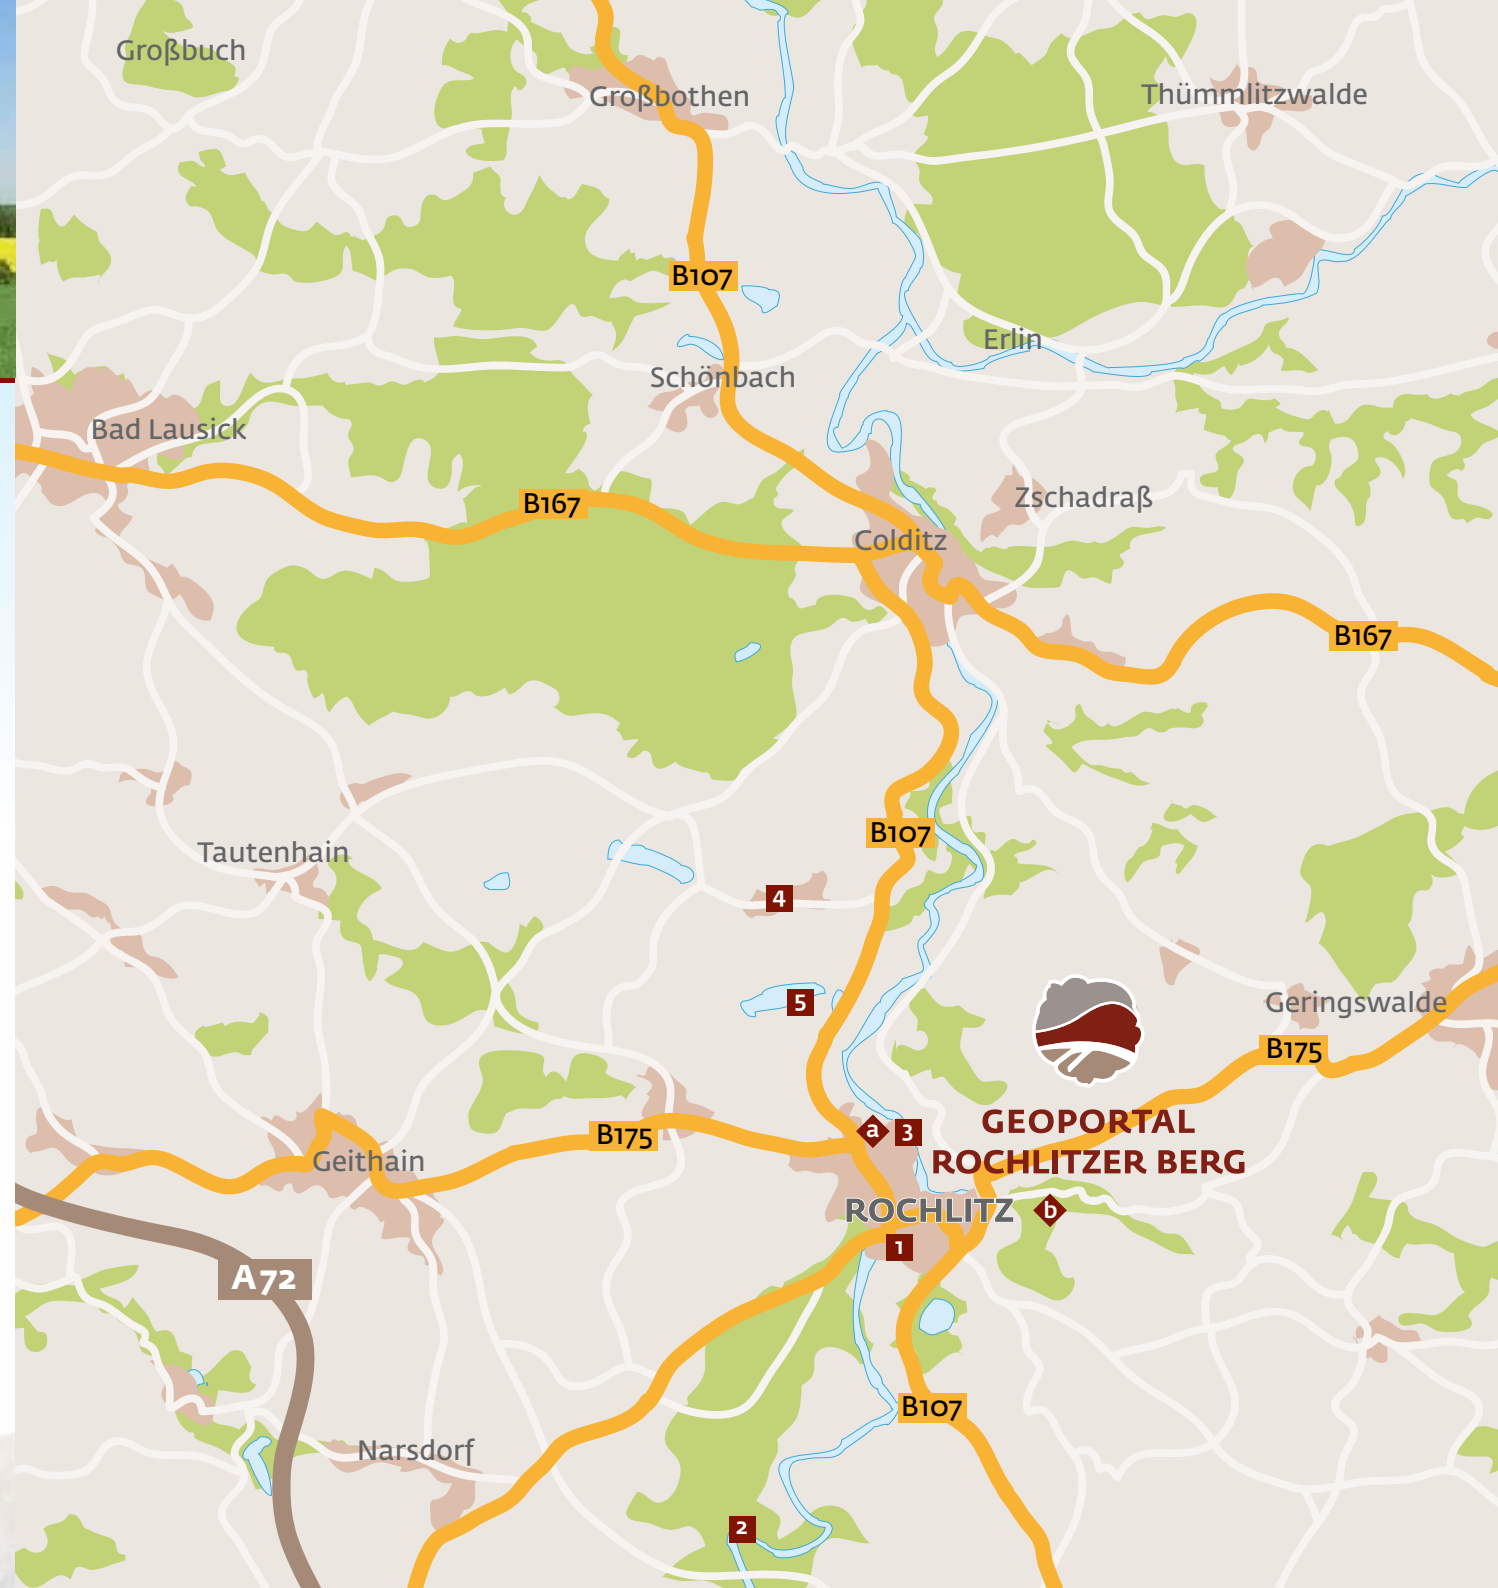 Großbuch
Großbothen
Thümmlitzwalde
B107
Erlin
Schönbach
Bad Lausick
B167
Zschadraß
Colditz
B167
B107
Tautenhain
4
5
Geringswalde
B175
GEOPORTAL
ROCHLITZER BERG
a
3
B175
Geithain
ROCHLITZ
b
1
A 72
B107
Narsdorf
2